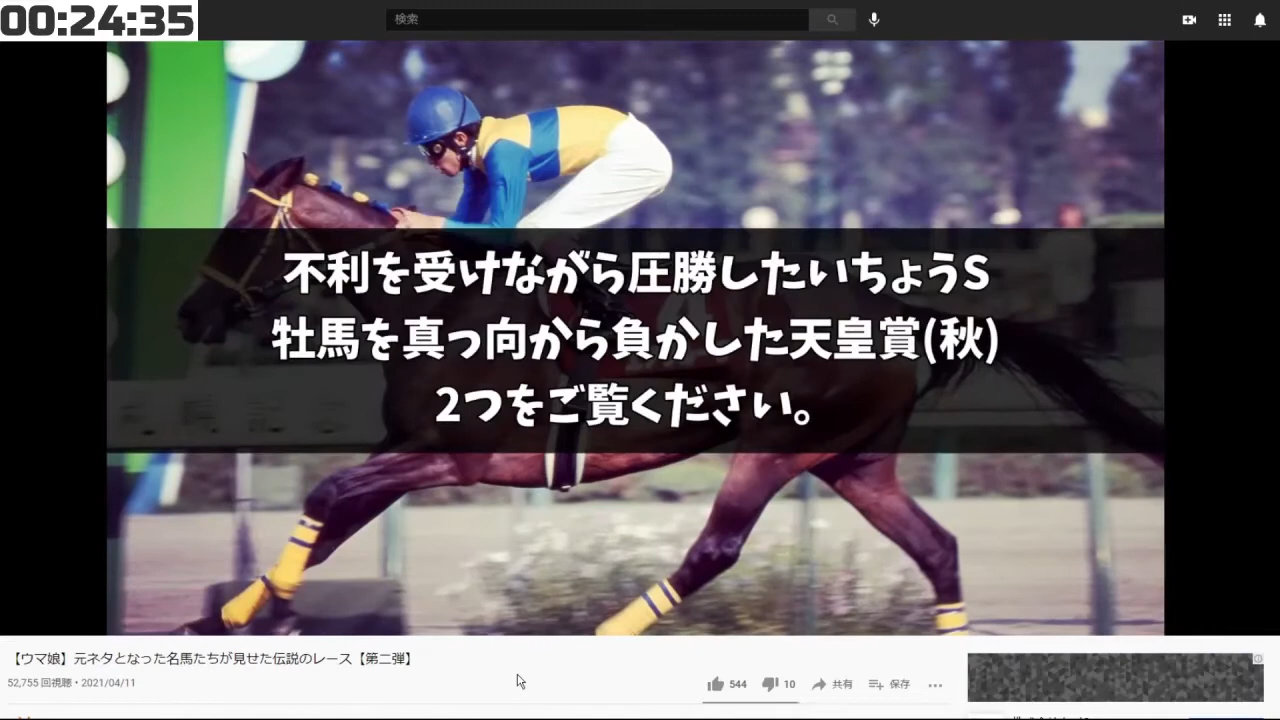 00:24:35
検索
不利を受けながら圧勝したいちょうS
牡馬を真っ向から負かした天皇賞(秋)
2つをご覧ください。
【ウマ娘】元ネタとなった名馬たちが見せた伝説のレース【第二弾】
52,755 回視聴・2021/04/11
544
10
共有
保存